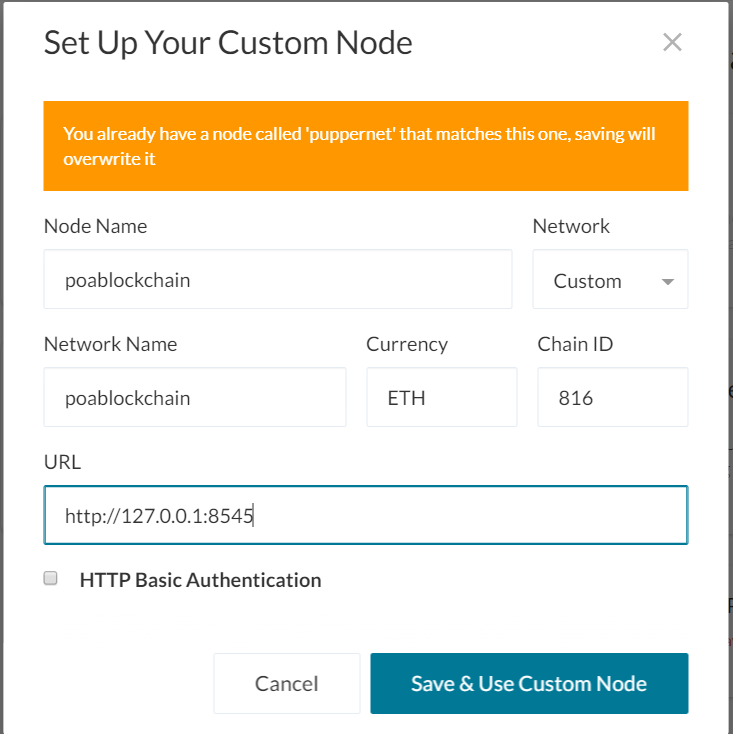 Set Up Your Custom Node
You already have a node called 'puppernet' that matches this one, saving will
overwrite it
Node Name
Network
poablockchain
Custom
Network Name
Currency
Chain ID
poablockchain
ETH
816
URL
http://127.0.0.1:8545
HTTP Basic Authentication
Cancel
Save & Use Custom Node